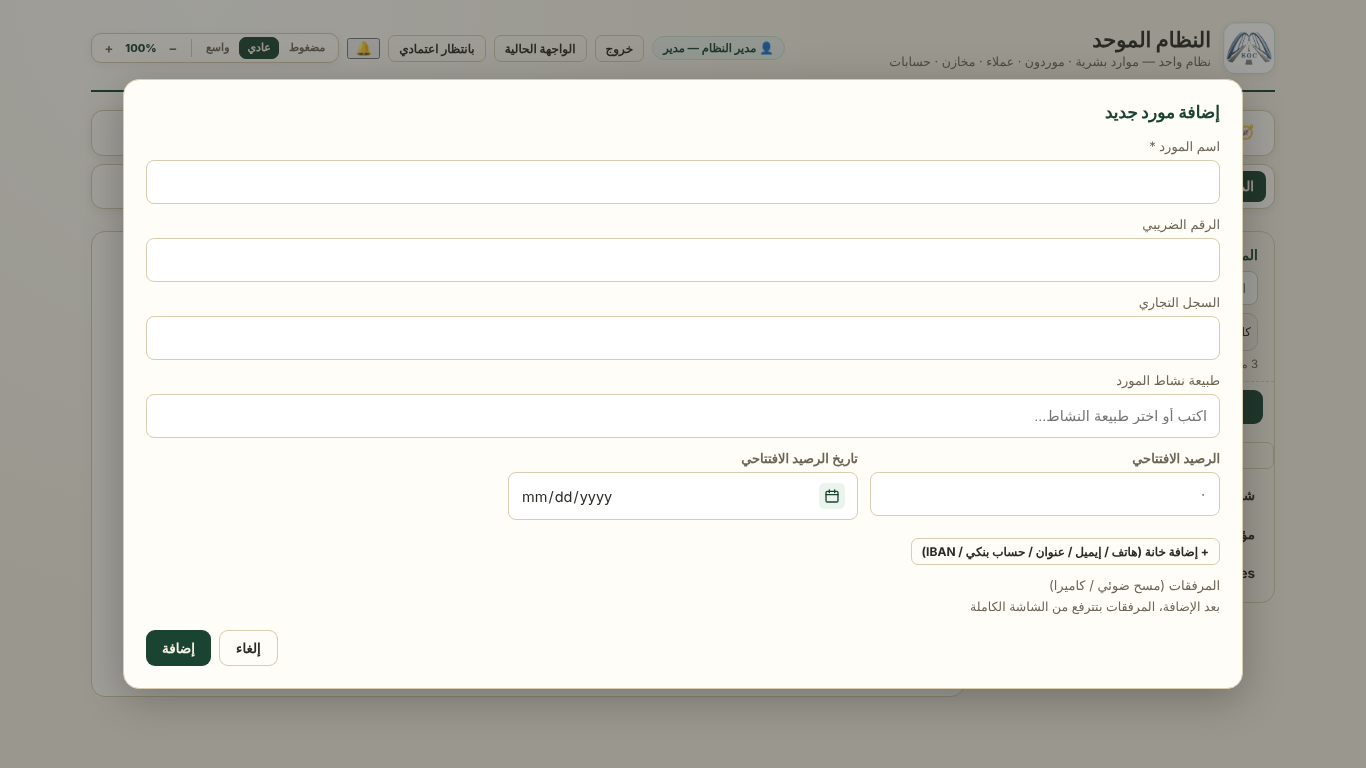 النظام الموحد
نظام واحد — موارد بشرية · موردون · عملاء · مخازن · حسابات
BOC
مدير النظام — مدير
خروج
الواجهة الحالية
بانتظار اعتمادي
مضغوط عادي واسع
− 100% +
إضافة مورد جديد
اسم المورد *
الرقم الضريبي
السجل التجاري
طبيعة نشاط المورد
اكتب أو اختر طبيعة النشاط...
الرصيد الافتتاحي
٠
تاريخ الرصيد الافتتاحي
mm/dd/yyyy
+ إضافة خانة (هاتف / إيميل / عنوان / حساب بنكي / IBAN)
المرفقات (مسح ضوئي / كاميرا)
بعد الإضافة، المرفقات بتترفع من الشاشة الكاملة
إلغاء
إضافة
3